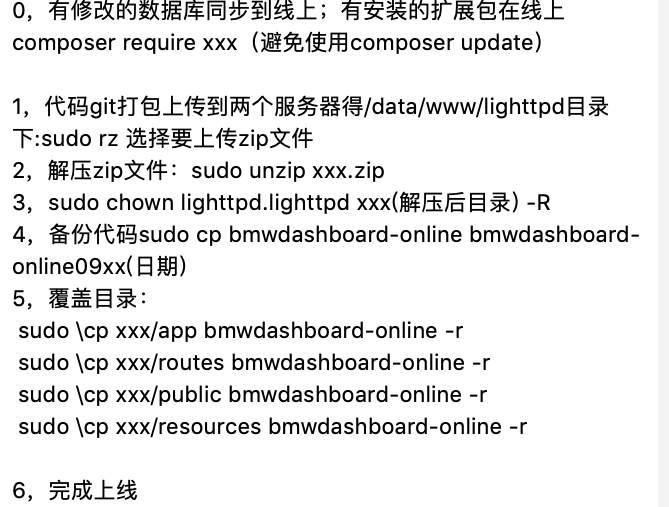 0，有修改的数据库同步到线上；有安装的扩展包在线上
composer require xxx（避免使用composer update）
1，代码git打包上传到两个服务器得/data/www/lighttpd目录
下:sudo rz 选择要上传zip文件
2，解压zip文件：sudo unzip xxx.zip
3，sudo chown lighttpd.lighttpd xxx(解压后目录) -R
4，备份代码sudo cp bmwdashboard-online bmwdashboard-
online09xx(日期)
5，覆盖目录：
sudo \cp xxx/app bmwdashboard-online -r
sudo \cp xxx/routes bmwdashboard-online -r
sudo \cp xxx/public bmwdashboard-online -r
sudo \cp xxx/resources bmwdashboard-online -r
6，完成上线